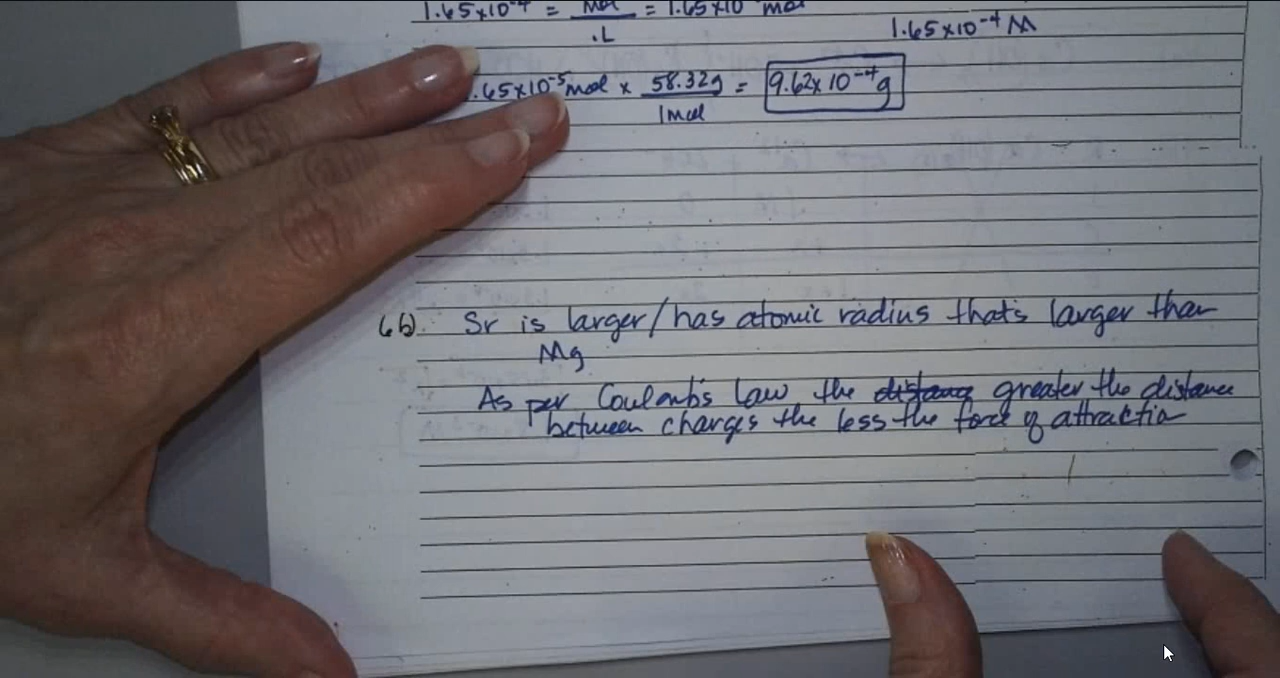 1.65x10⁻⁴ = mol = 1.65x10 mol
.L
1.65x10⁻⁴ M
.65x10⁻⁵ mol x 58.32g = 9.62x10⁻⁴ g
1mol
6b). Sr is larger/has atomic radius that's larger than
Mg
As per Coulomb's Law the greater the distance
between charges the less the force of attractio